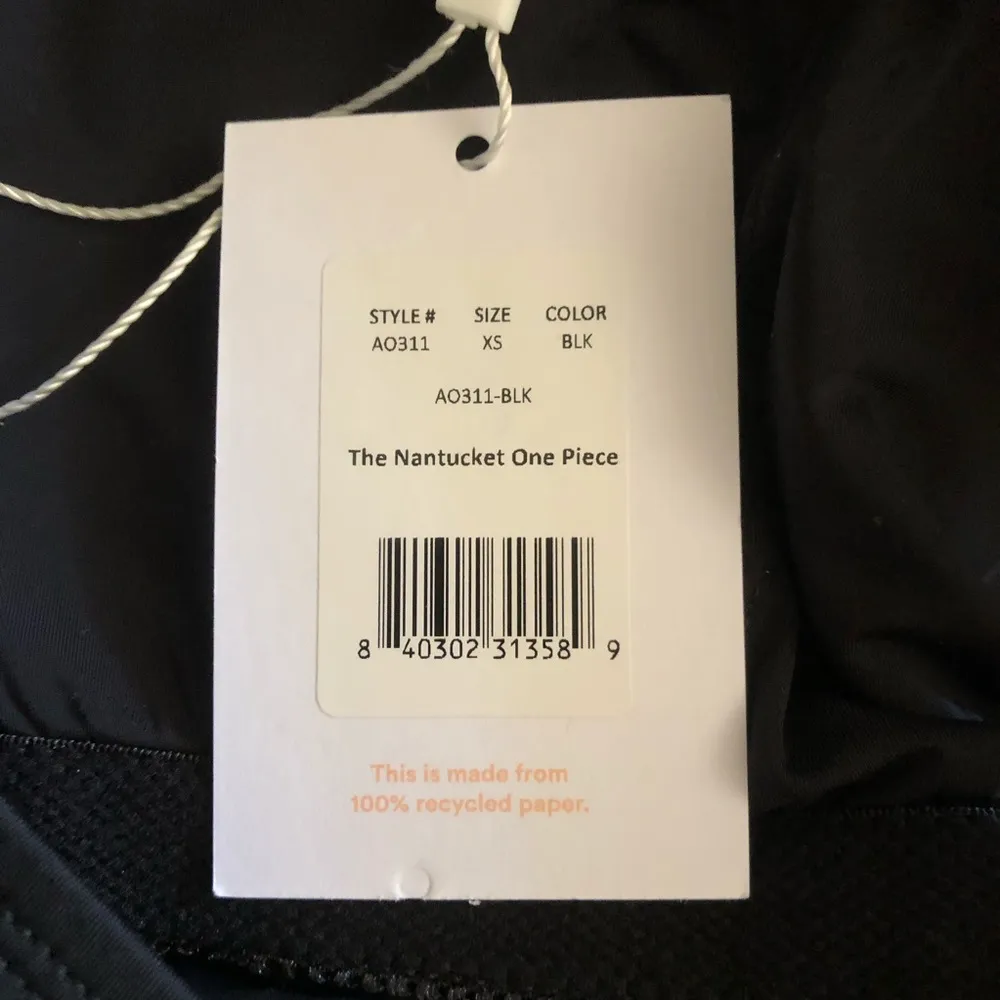 STYLE # SIZE COLOR
AO311 XS BLK
AO311-BLK
The Nantucket One Piece
8 40302 31358 9
This is made from
100% recycled paper.